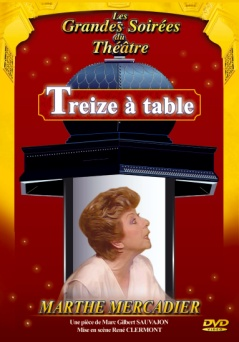 Les
Grandes Soirées
du
Théâtre
Treize à table
MARTHE MERCADIER
Une pièce de Marc Gilbert SAUVAJON
Mise en scène René CLERMONT
DVD
VIDEO